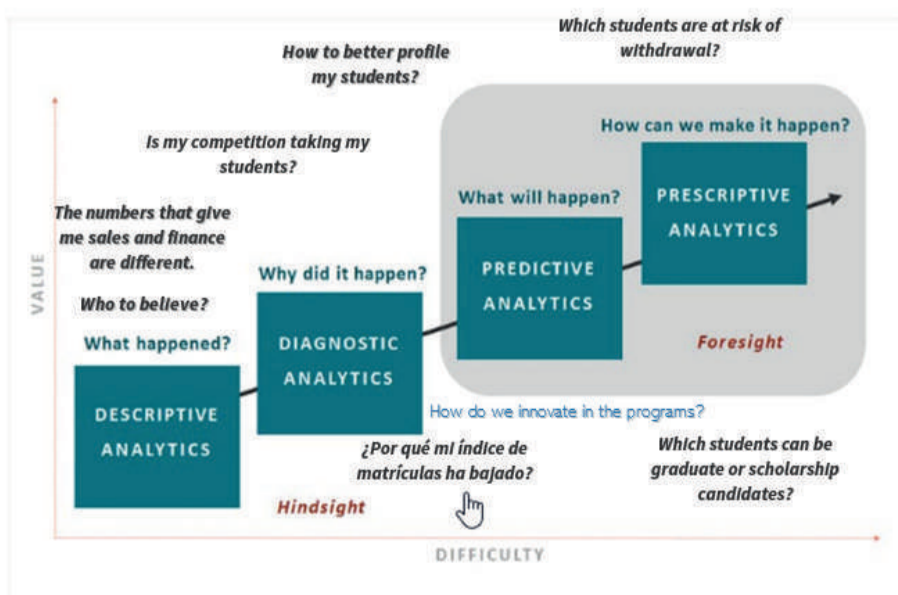 Which students are at risk of
withdrawal?
How to better profile
my students?
How can we make it happen?
Is my competition taking my
students?
PRESCRIPTIVE
ANALYTICS
What will happen?
The numbers that give
me sales and finance
are different.
Who to believe?
PREDICTIVE
ANALYTICS
Why did it happen?
VALUE
What happened?
DIAGNOSTIC
ANALYTICS
Foresight
DESCRIPTIVE
ANALYTICS
How do we innovate in the programs?
¿Por qué mi índice de
matrículas ha bajado?
Which students can be
graduate or scholarship
candidates?
Hindsight
DIFFICULTY